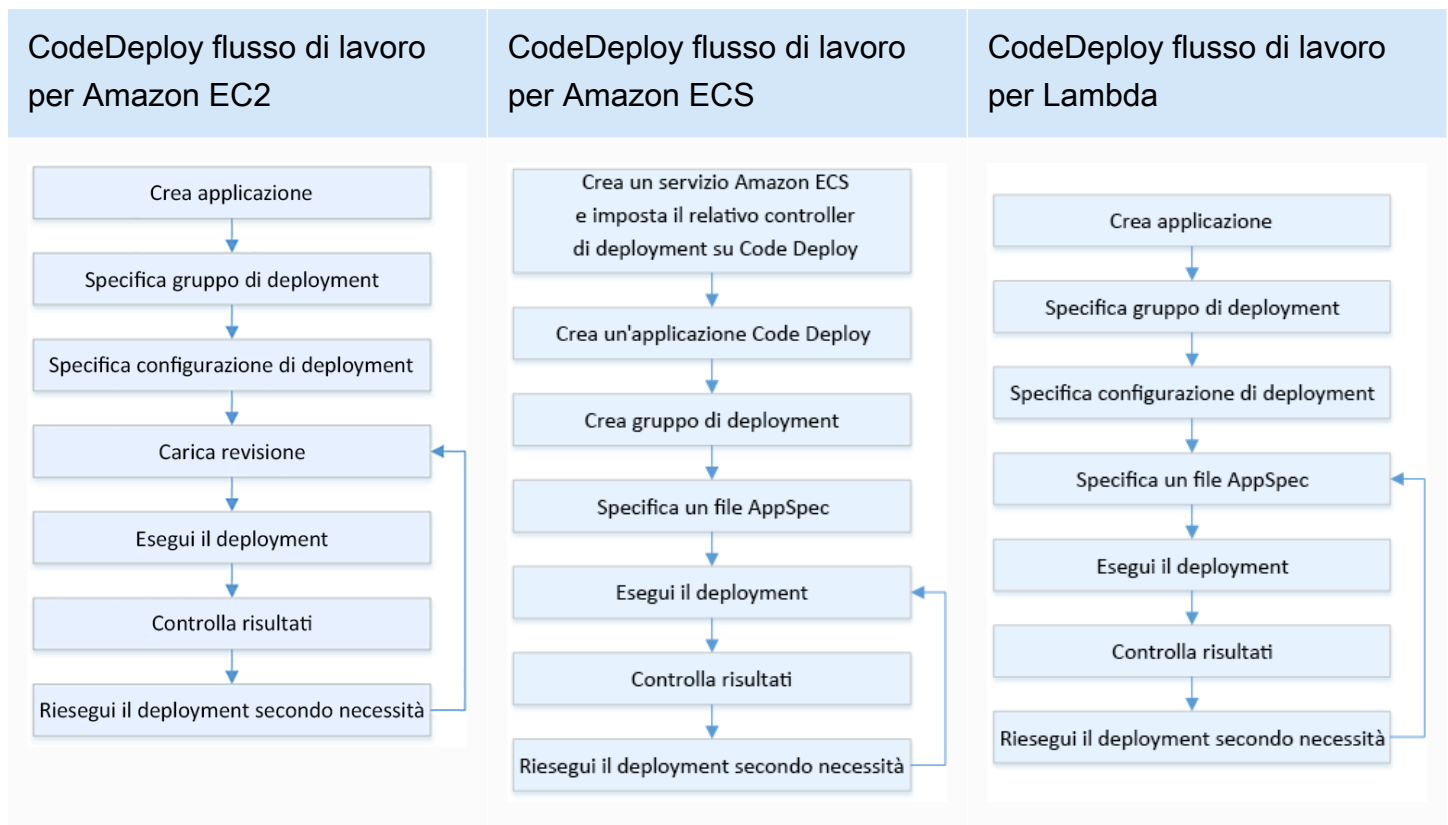 CodeDeploy flusso di lavoro
per Amazon EC2
Crea applicazione
Specifica gruppo di deployment
Specifica configurazione di deployment
Carica revisione
Esegui il deployment
Controlla risultati
Riesegui il deployment secondo necessità
CodeDeploy flusso di lavoro
per Amazon ECS
Crea un servizio Amazon ECS
e imposta il relativo controller
di deployment su Code Deploy
Crea un'applicazione Code Deploy
Crea gruppo di deployment
Specifica un file AppSpec
Esegui il deployment
Controlla risultati
Riesegui il deployment secondo necessità
CodeDeploy flusso di lavoro
per Lambda
Crea applicazione
Specifica gruppo di deployment
Specifica configurazione di deployment
Specifica un file AppSpec
Esegui il deployment
Controlla risultati
Riesegui il deployment secondo necessità